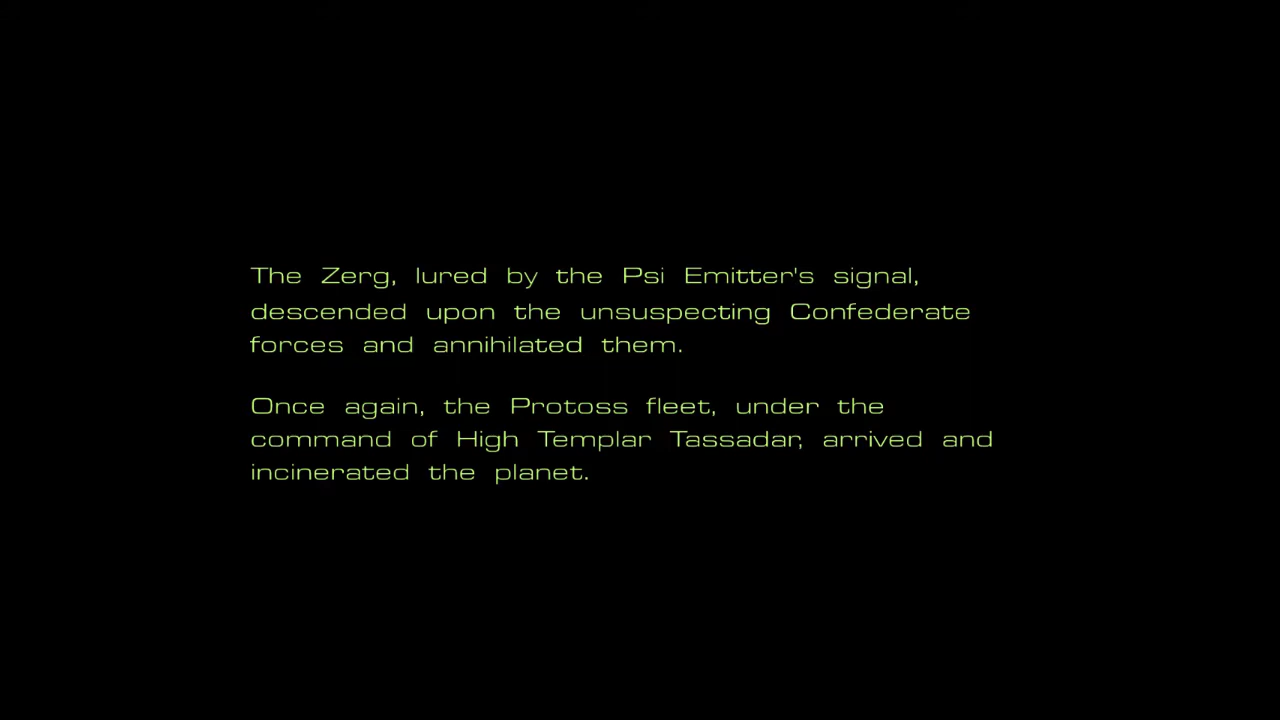 The Zerg, lured by the Psi Emitter's signal,
descended upon the unsuspecting Confederate
forces and annihilated them.
Once again, the Protoss fleet, under the
command of High Templar Tassadar, arrived and
incinerated the planet.